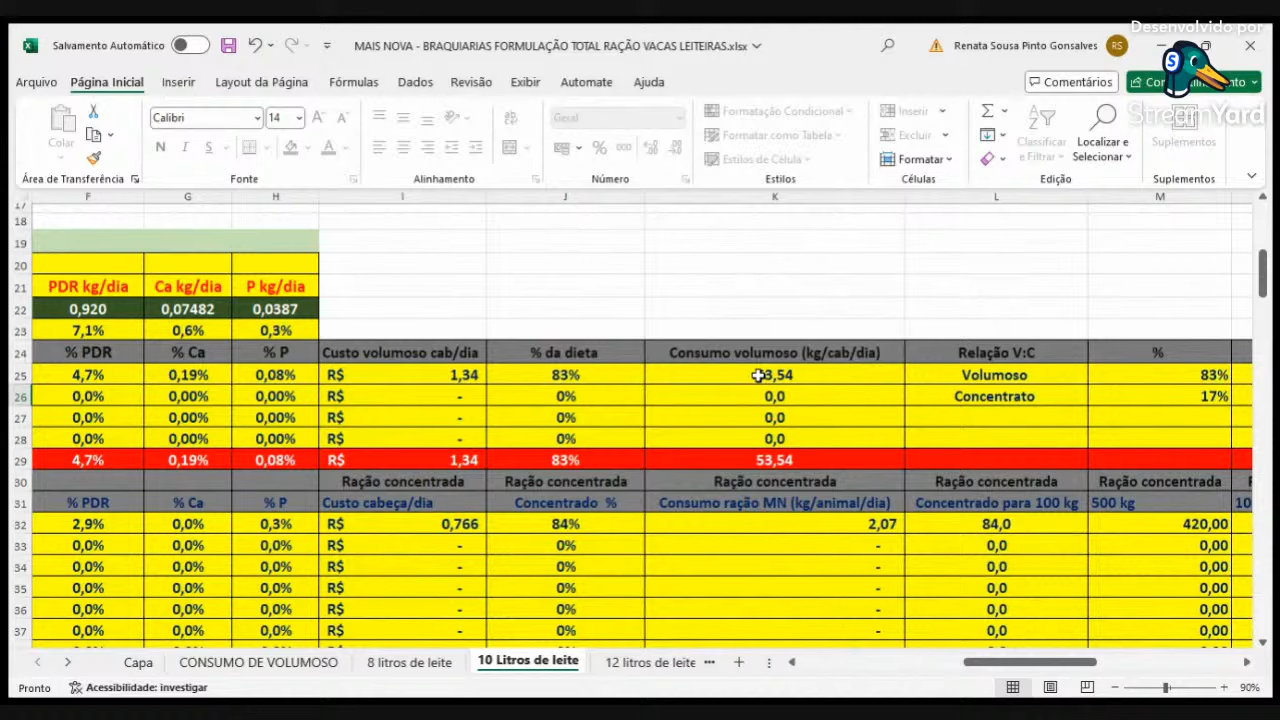 Desenvolvido por
Salvamento Automático
MAIS NOVA - BRAQUIARIAS FORMULAÇÃO TOTAL RAÇÃO VACAS LEITEIRAS.xlsx
Renata Sousa Pinto Gonsalves
RS
Arquivo Página Inicial Inserir Layout da Página Fórmulas Dados Revisão Exibir Automate Ajuda
Comentários
StreamYard
Colar
Calibri 14
N I S
Geral
% 000
Formatação Condicional
Formatar como Tabela
Estilos de Célula
Inserir
Excluir
Formatar
Classificar e Filtrar
Localizar e Selecionar
Suplementos
Área de Transferência Fonte Alinhamento Número Estilos Células Edição Suplementos
F G H I J K L M
17
18
19
20
21 PDR kg/dia Ca kg/dia P kg/dia
22 0,920 0,07482 0,0387
23 7,1% 0,6% 0,3%
24 % PDR % Ca % P Custo volumoso cab/dia % da dieta Consumo volumoso (kg/cab/dia) Relação V:C %
25 4,7% 0,19% 0,08% R$ 1,34 83% 3,54 Volumoso 83%
26 0,0% 0,00% 0,00% R$ - 0% 0,0 Concentrato 17%
27 0,0% 0,00% 0,00% R$ - 0% 0,0
28 0,0% 0,00% 0,00% R$ - 0% 0,0
29 4,7% 0,19% 0,08% R$ 1,34 83% 53,54
30 Ração concentrada Ração concentrada Ração concentrada Ração concentrada Ração concentrada
31 % PDR % Ca % P Custo cabeça/dia Concentrado % Consumo ração MN (kg/animal/dia) Concentrado para 100 kg 500 kg 10
32 2,9% 0,0% 0,3% R$ 0,766 84% 2,07 84,0 420,00
33 0,0% 0,0% 0,0% R$ - 0% - 0,0 0,00
34 0,0% 0,0% 0,0% R$ - 0% - 0,0 0,00
35 0,0% 0,0% 0,0% R$ - 0% - 0,0 0,00
36 0,0% 0,0% 0,0% R$ - 0% - 0,0 0,00
37 0,0% 0,0% 0,0% R$ - 0% - 0,0 0,00
Capa CONSUMO DE VOLUMOSO 8 litros de leite 10 Litros de leite 12 litros de leite
Pronto Acessibilidade: investigar 90%